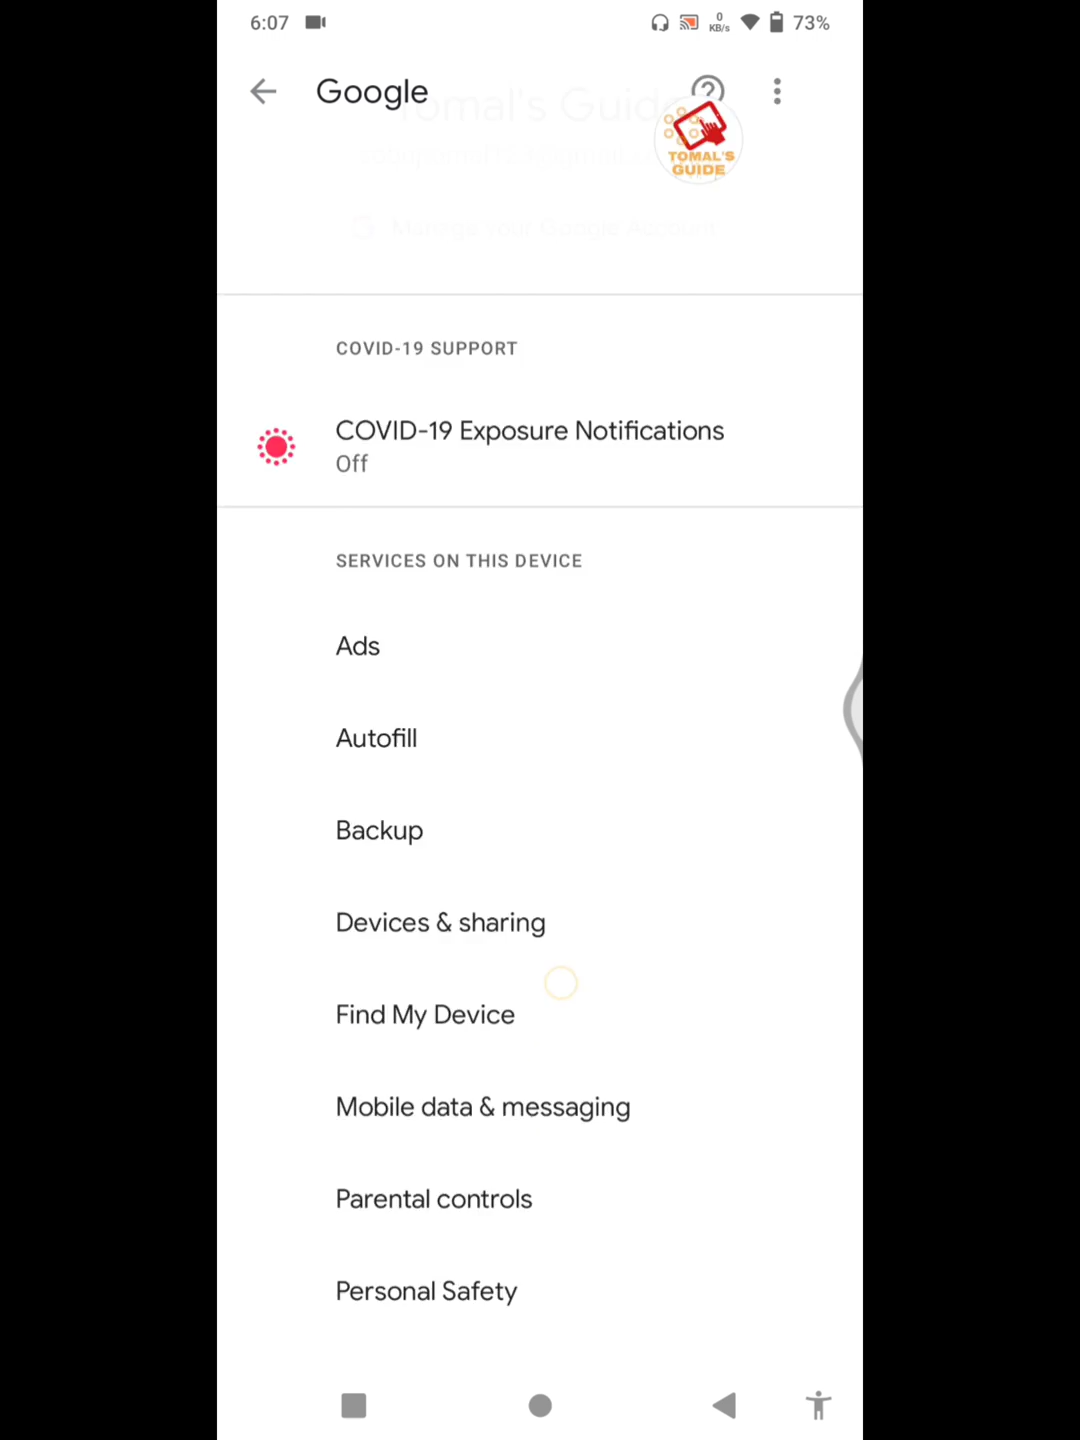 6:07
0
KB/s
73%
Google
Tomal's Guide
TOMAL'S
GUIDE
Manage your Google Account
COVID-19 SUPPORT
COVID-19 Exposure Notifications
Off
SERVICES ON THIS DEVICE
Ads
Autofill
Backup
Devices & sharing
Find My Device
Mobile data & messaging
Parental controls
Personal Safety